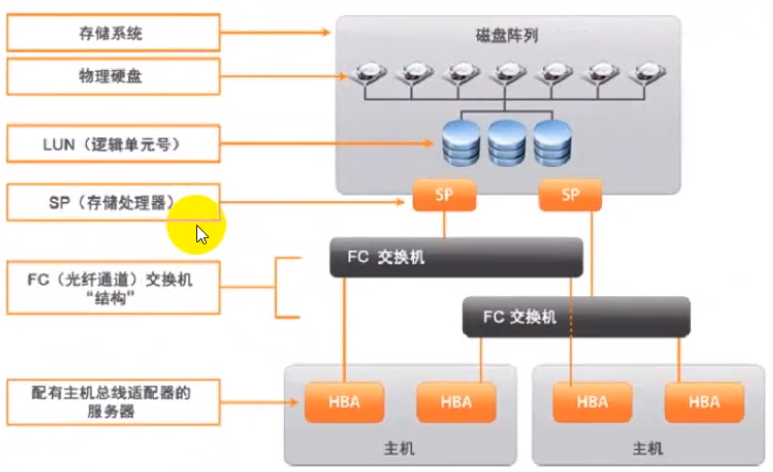 存储系统
磁盘阵列
物理硬盘
LUN（逻辑单元号）
SP（存储处理器）
SP
SP
FC 交换机
FC（光纤通道）交换机
“结构”
FC 交换机
配有主机总线适配器的
服务器
HBA
HBA
HBA
HBA
主机
主机